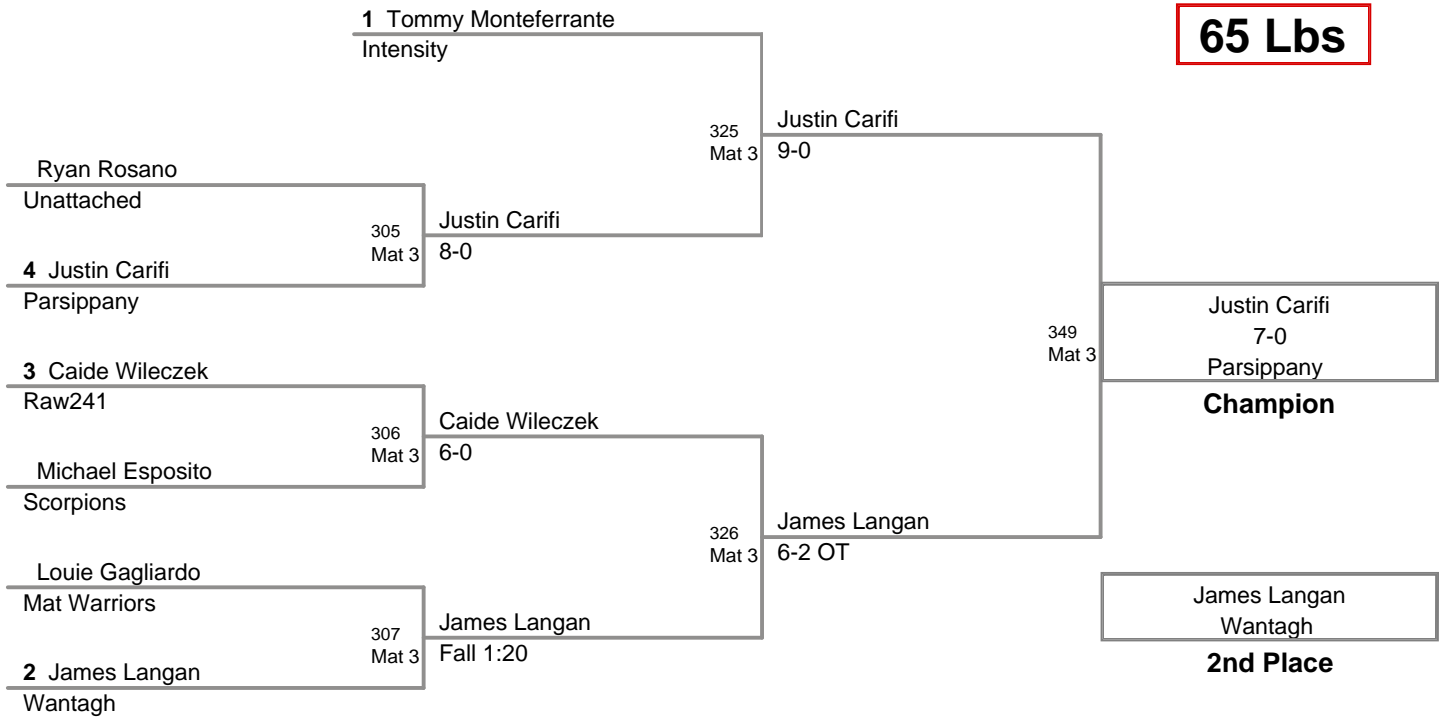 1 Tommy Monteferrante
Intensity
65 Lbs
325
Mat 3
Justin Carifi
9-0
Ryan Rosano
Unattached
305
Mat 3
Justin Carifi
8-0
4 Justin Carifi
Parsippany
349
Mat 3
Justin Carifi
7-0
Parsippany
Champion
3 Caide Wileczek
Raw241
306
Mat 3
Caide Wileczek
6-0
Michael Esposito
Scorpions
326
Mat 3
James Langan
6-2 OT
Louie Gagliardo
Mat Warriors
307
Mat 3
James Langan
Fall 1:20
2 James Langan
Wantagh
James Langan
Wantagh
2nd Place